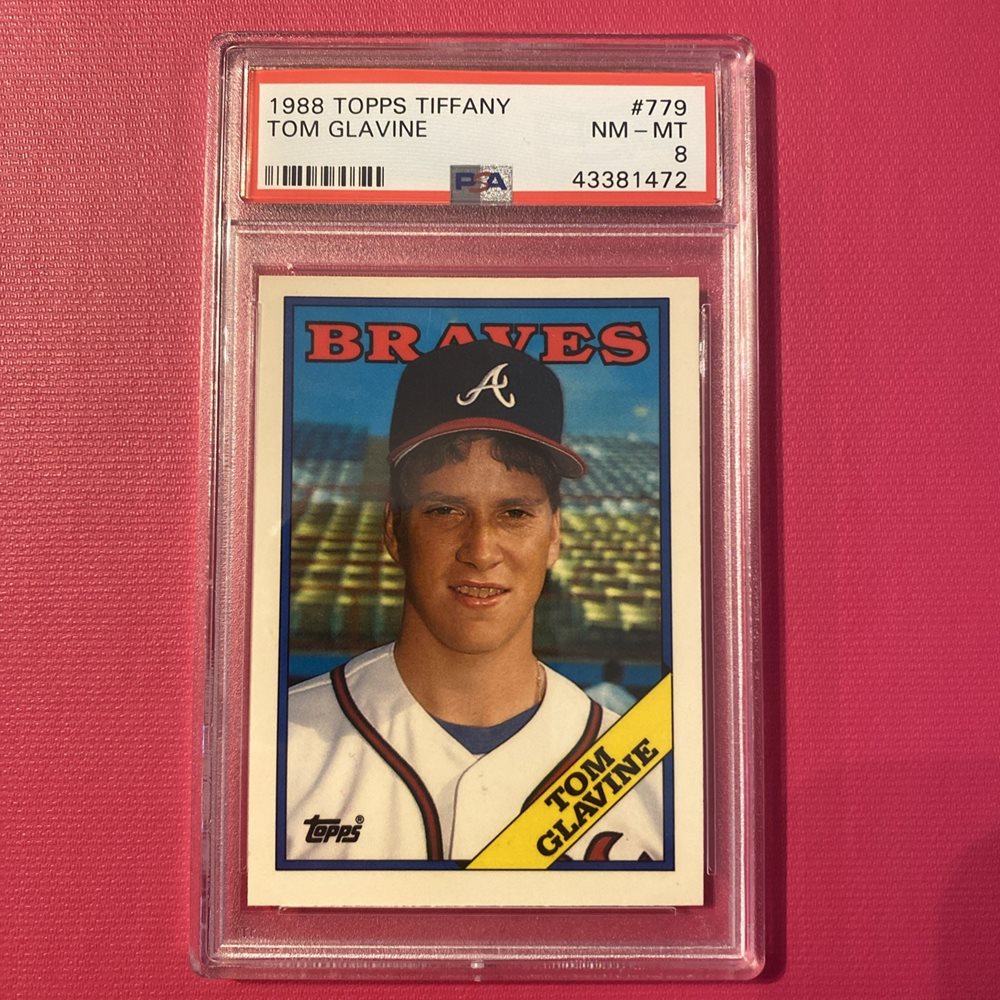 1988 TOPPS TIFFANY #779
TOM GLAVINE NM - MT
8
PSA 43381472
BRAVES
A
TOM
GLAVINE
topps®